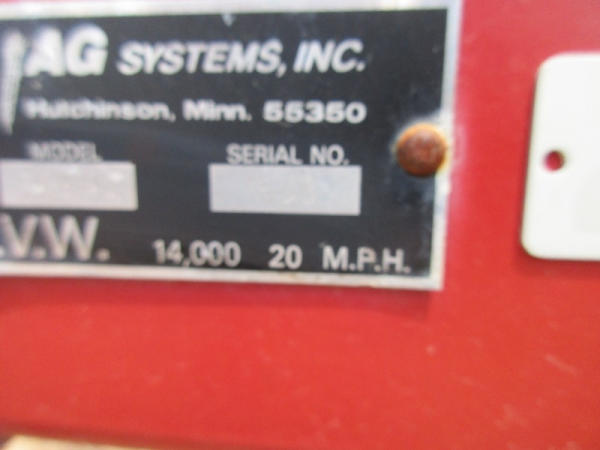 AG SYSTEMS, INC.
Hutchinson, Minn. 55350
MODEL SERIAL NO.
.V.W. 14,000 20 M.P.H.